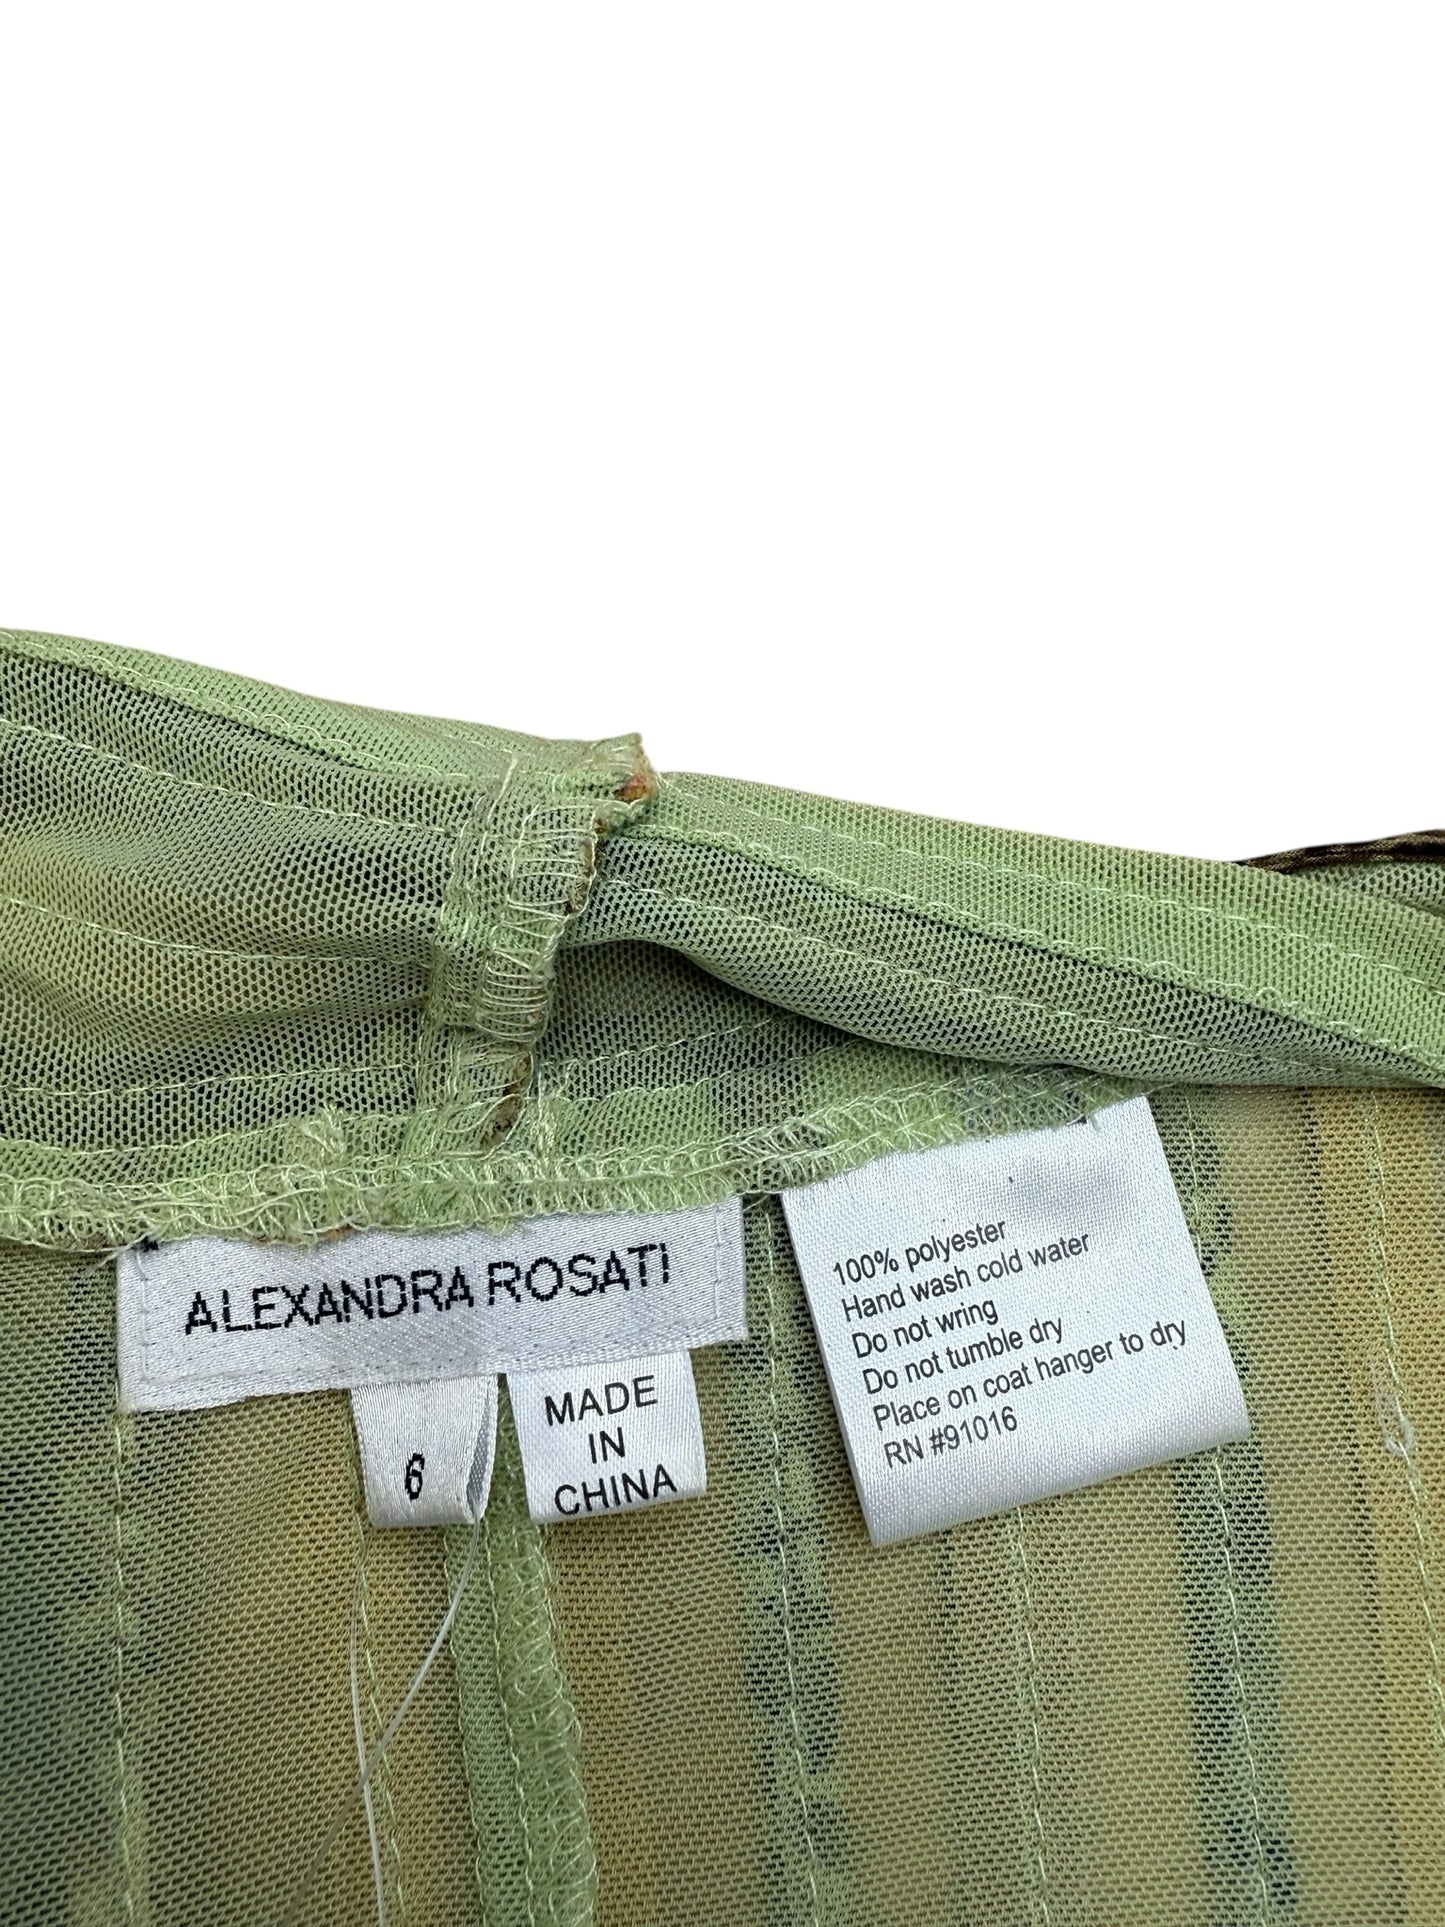 ALEXANDRA ROSATI
6
MADE
IN
CHINA
100% polyester
Hand wash cold water
Do not wring
Do not tumble dry
Place on coat hanger to dry
RN #91016